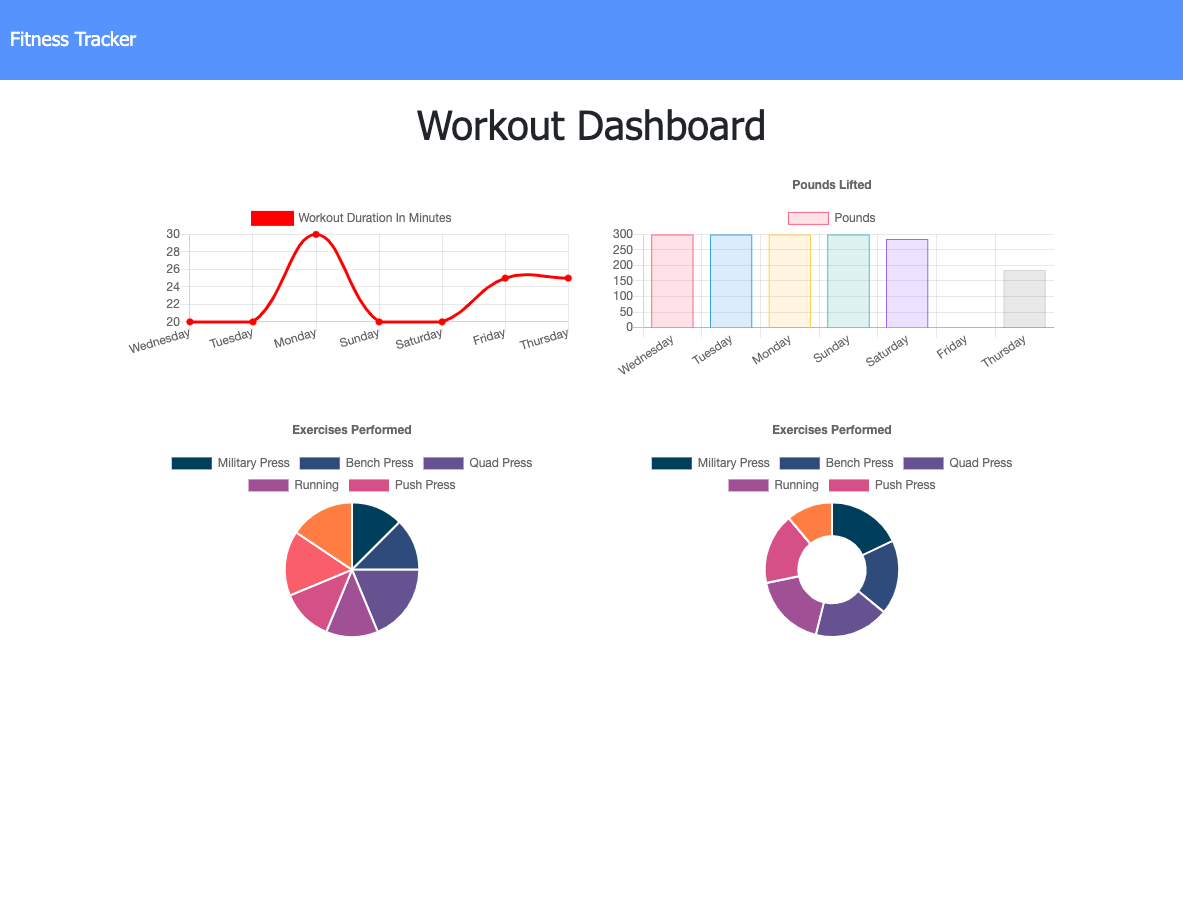 Fitness Tracker
Workout Dashboard
Workout Duration In Minutes
30
28
26
24
22
20
Wednesday Tuesday Monday Sunday Saturday Friday Thursday
Pounds Lifted
Pounds
300
250
200
150
100
50
0
Wednesday Tuesday Monday Sunday Saturday Friday Thursday
Exercises Performed
Military Press Bench Press Quad Press
Running Push Press
Exercises Performed
Military Press Bench Press Quad Press
Running Push Press